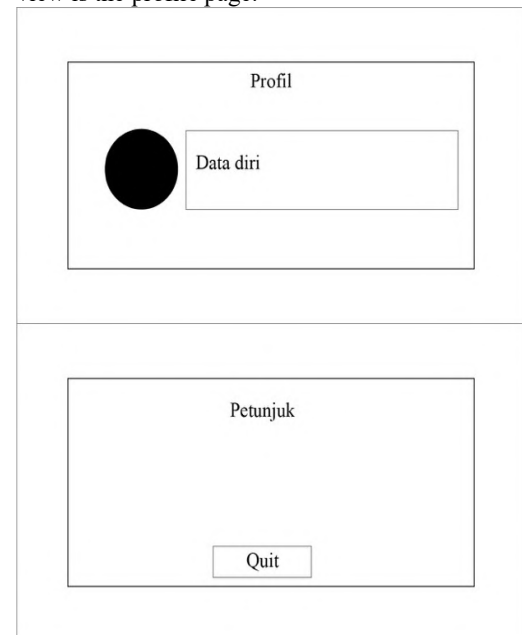 view is the profile page.
Profil
Data diri
Petunjuk
Quit